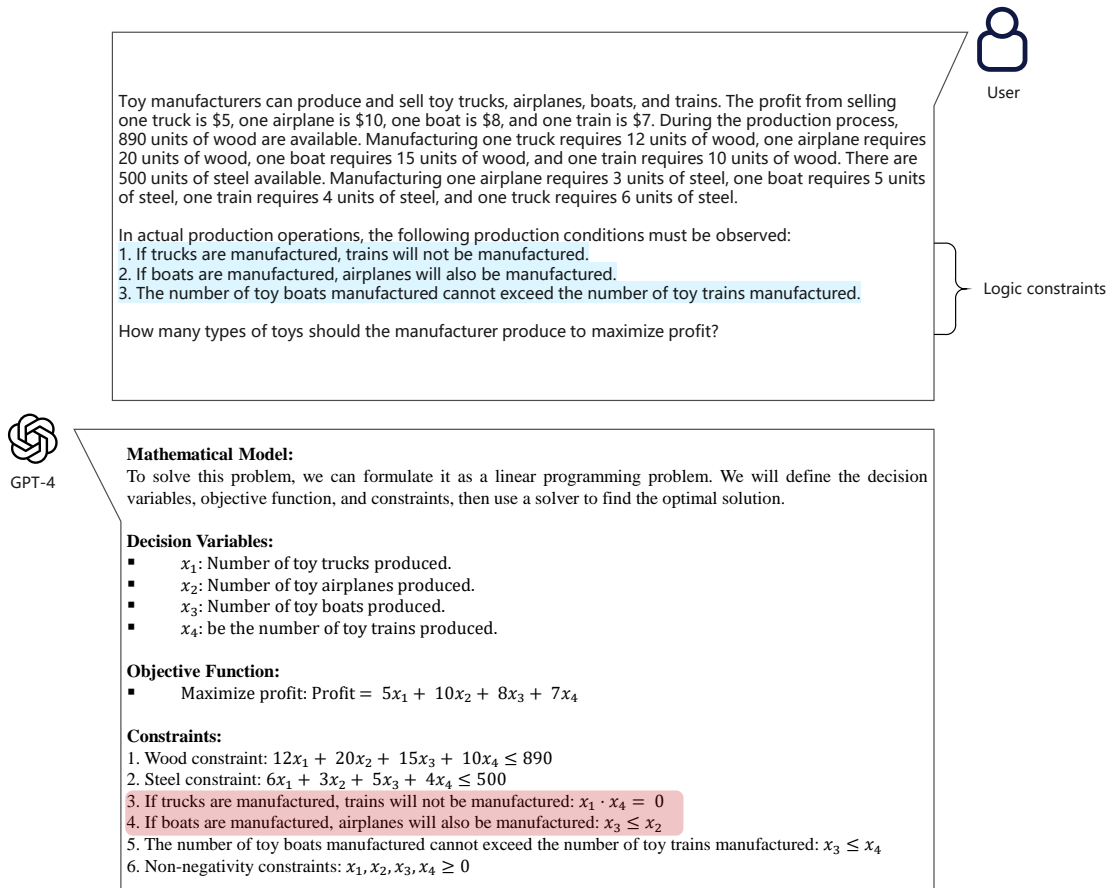 User
Toy manufacturers can produce and sell toy trucks, airplanes, boats, and trains. The profit from selling
one truck is $5, one airplane is $10, one boat is $8, and one train is $7. During the production process,
890 units of wood are available. Manufacturing one truck requires 12 units of wood, one airplane requires
20 units of wood, one boat requires 15 units of wood, and one train requires 10 units of wood. There are
500 units of steel available. Manufacturing one airplane requires 3 units of steel, one boat requires 5 units
of steel, one train requires 4 units of steel, and one truck requires 6 units of steel.
In actual production operations, the following production conditions must be observed:
1. If trucks are manufactured, trains will not be manufactured.
2. If boats are manufactured, airplanes will also be manufactured.
3. The number of toy boats manufactured cannot exceed the number of toy trains manufactured.
Logic constraints
How many types of toys should the manufacturer produce to maximize profit?
GPT-4
Mathematical Model:
To solve this problem, we can formulate it as a linear programming problem. We will define the decision
variables, objective function, and constraints, then use a solver to find the optimal solution.
Decision Variables:
▪ x₁: Number of toy trucks produced.
▪ x₂: Number of toy airplanes produced.
▪ x₃: Number of toy boats produced.
▪ x₄: be the number of toy trains produced.
Objective Function:
▪ Maximize profit: Profit = 5x₁ + 10x₂ + 8x₃ + 7x₄
Constraints:
1. Wood constraint: 12x₁ + 20x₂ + 15x₃ + 10x₄ ≤ 890
2. Steel constraint: 6x₁ + 3x₂ + 5x₃ + 4x₄ ≤ 500
3. If trucks are manufactured, trains will not be manufactured: x₁ · x₄ = 0
4. If boats are manufactured, airplanes will also be manufactured: x₃ ≤ x₂
5. The number of toy boats manufactured cannot exceed the number of toy trains manufactured: x₃ ≤ x₄
6. Non-negativity constraints: x₁, x₂, x₃, x₄ ≥ 0